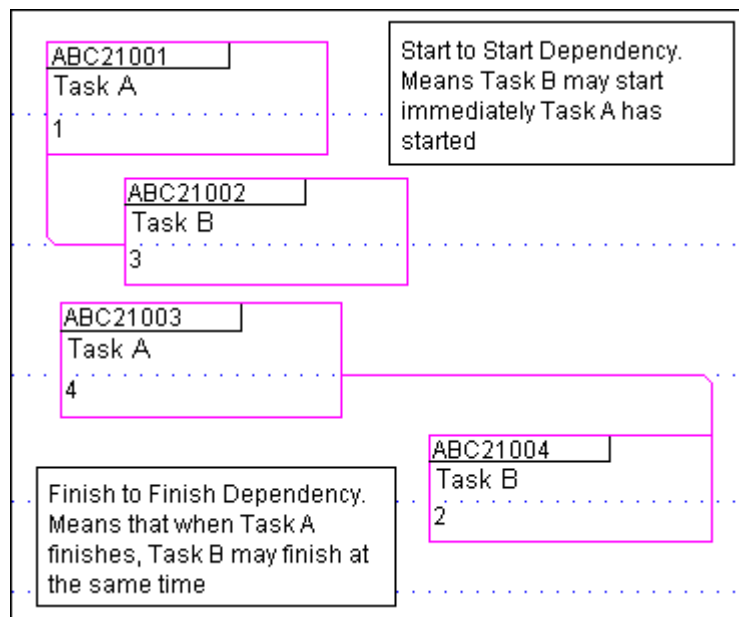 ABC21001
Task A
1
Start to Start Dependency.
Means Task B may start
immediately Task A has
started
ABC21002
Task B
3
ABC21003
Task A
4
ABC21004
Task B
2
Finish to Finish Dependency.
Means that when Task A
finishes, Task B may finish at
the same time